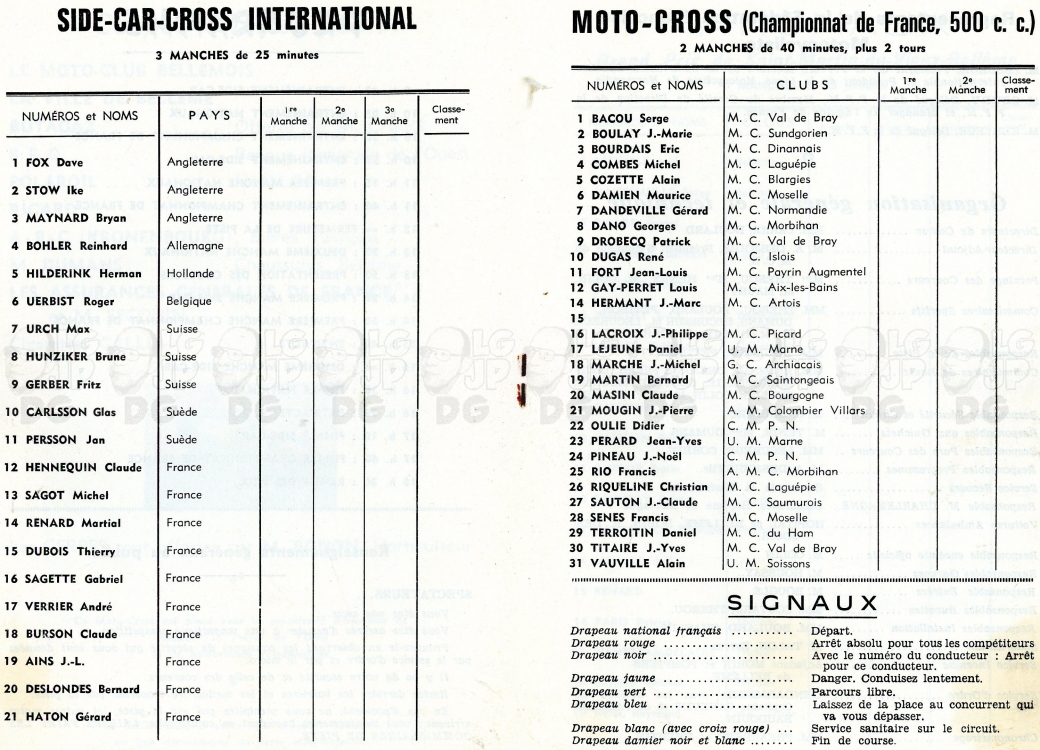 SIDE-CAR-CROSS INTERNATIONAL
3 MANCHES de 25 minutes
NUMÉROS et NOMS PAYS 1re Manche 2e Manche 3e Manche Classe-ment
1 FOX Dave Angleterre
2 STOW Ike Angleterre
3 MAYNARD Bryan Angleterre
4 BOHLER Reinhard Allemagne
5 HILDERINK Herman Hollande
6 UERBIST Roger Belgique
7 URCH Max Suisse
8 HUNZIKER Brune Suisse
9 GERBER Fritz Suisse
10 CARLSSON Glas Suède
11 PERSSON Jan Suède
12 HENNEQUIN Claude France
13 SAGOT Michel France
14 RENARD Martial France
15 DUBOIS Thierry France
16 SAGETTE Gabriel France
17 VERRIER André France
18 BURSON Claude France
19 AINS J.-L. France
20 DESLONDES Bernard France
21 HATON Gérard France
MOTO-CROSS (Championnat de France, 500 c. c.)
2 MANCHES de 40 minutes, plus 2 tours
NUMÉROS et NOMS CLUBS 1re Manche 2e Manche Classe-ment
1 BACOU Serge M. C. Val de Bray
2 BOULAY J.-Marie M. C. Sundgorien
3 BOURDAIS Eric M. C. Dinannais
4 COMBES Michel M. C. Laguépie
5 COZETTE Alain M. C. Blargies
6 DAMIEN Maurice M. C. Moselle
7 DANDEVILLE Gérard M. C. Normandie
8 DANO Georges M. C. Morbihan
9 DROBECQ Patrick M. C. Val de Bray
10 DUGAS René M. C. Islois
11 FORT Jean-Louis M. C. Payrin Augmentel
12 GAY-PERRET Louis M. C. Aix-les-Bains
14 HERMANT J.-Marc M. C. Artois
15
16 LACROIX J.-Philippe M. C. Picard
17 LEJEUNE Daniel U. M. Marne
18 MARCHE J.-Michel G. C. Archiacais
19 MARTIN Bernard M. C. Saintongeais
20 MASINI Claude M. C. Bourgogne
21 MOUGIN J.-Pierre A. M. Colombier Villars
22 OULIE Didier C. M. P. N.
23 PERARD Jean-Yves U. M. Marne
24 PINEAU J.-Noël C. M. P. N.
25 RIO Francis A. M. C. Morbihan
26 RIQUELINE Christian M. C. Laguépie
27 SAUTON J.-Claude M. C. Saumurois
28 SENES Francis M. C. Moselle
29 TERROITIN Daniel M. C. du Ham
30 TITAIRE J.-Yves M. C. Val de Bray
31 VAUVILLE Alain U. M. Soissons
SIGNAUX
Drapeau national français .......... Départ.
Drapeau rouge .......... Arrêt absolu pour tous les compétiteurs
Drapeau noir .......... Avec le numéro du conducteur : Arrêt
pour ce conducteur.
Drapeau jaune .......... Danger. Conduisez lentement.
Drapeau vert .......... Parcours libre.
Drapeau bleu .......... Laissez de la place au concurrent qui
va vous dépasser.
Drapeau blanc (avec croix rouge) ... Service sanitaire sur le circuit.
Drapeau damier noir et blanc ........ Fin de course.